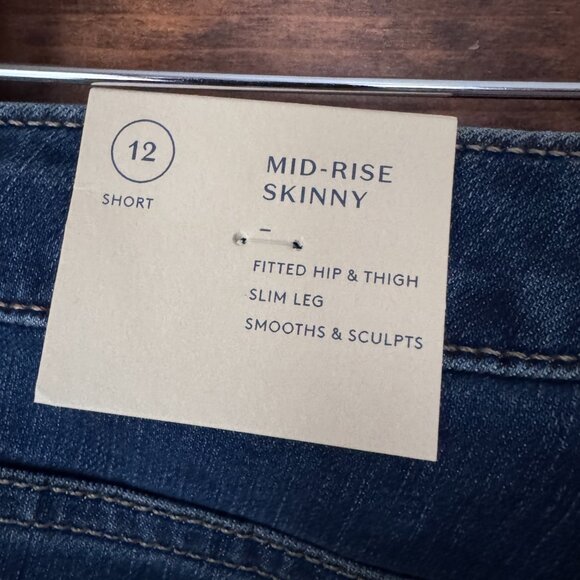 12
SHORT
MID-RISE
SKINNY
–
FITTED HIP & THIGH
SLIM LEG
SMOOTHS & SCULPTS